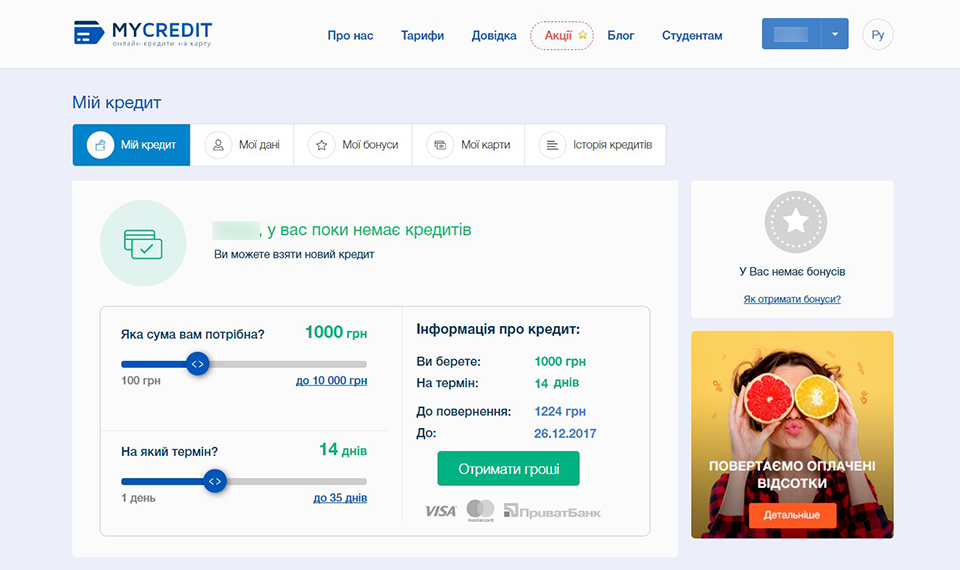 MYCREDIT
онлайн кредити на карту
Про нас
Тарифи
Довідка
Акції
Блог
Студентам
Ру
Мій кредит
Мій кредит
Мої дані
Мої бонуси
Мої карти
Історія кредитів
, у вас поки немає кредитів
Ви можете взяти новий кредит
Яка сума вам потрібна?
1000 грн
100 грн
до 10 000 грн
На який термін?
14 днів
1 день
до 35 днів
Інформація про кредит:
Ви берете:
1000 грн
На термін:
14 днів
До повернення:
1224 грн
До:
26.12.2017
Отримати гроші
VISA
mastercard
ПриватБанк
У Вас немає бонусів
Як отримати бонуси?
ПОВЕРТАЄМО ОПЛАЧЕНІ
ВІДСОТКИ
Детальніше